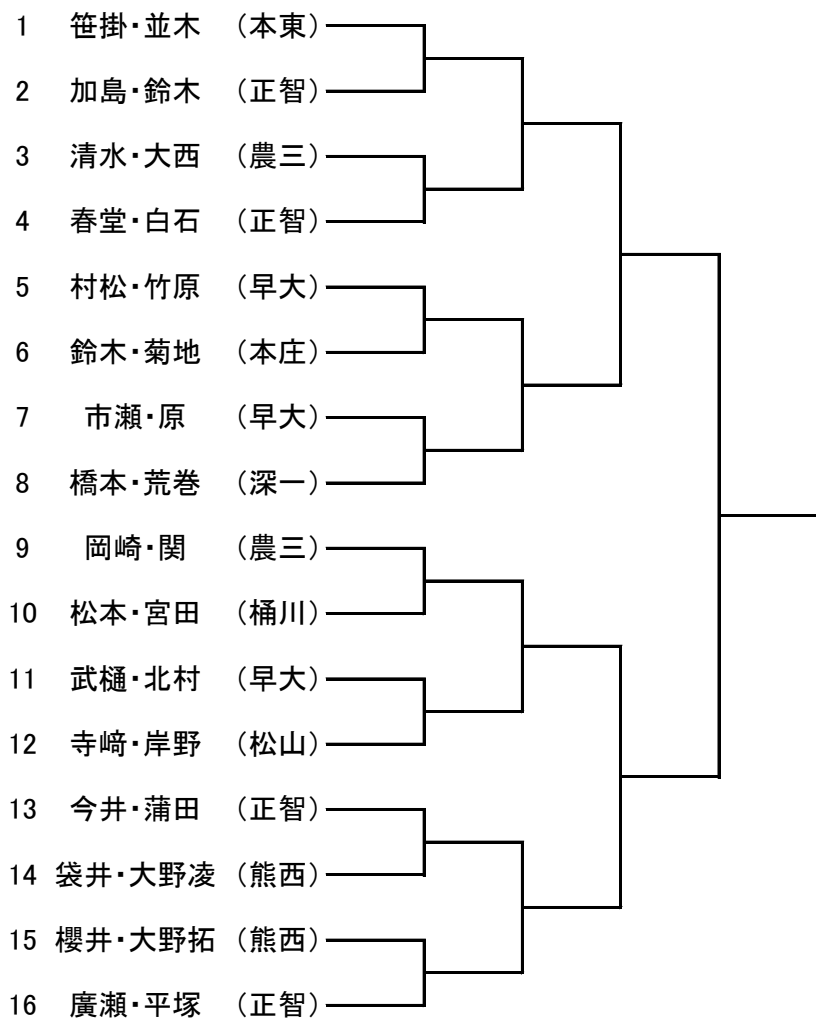 1 笹掛・並木 （本東）
2 加島・鈴木 （正智）
3 清水・大西 （農三）
4 春堂・白石 （正智）
5 村松・竹原 （早大）
6 鈴木・菊地 （本庄）
7 市瀬・原 （早大）
8 橋本・荒巻 （深一）
9 岡崎・関 （農三）
10 松本・宮田 （桶川）
11 武樋・北村 （早大）
12 寺﨑・岸野 （松山）
13 今井・蒲田 （正智）
14 袋井・大野凌 （熊西）
15 櫻井・大野拓 （熊西）
16 廣瀬・平塚 （正智）